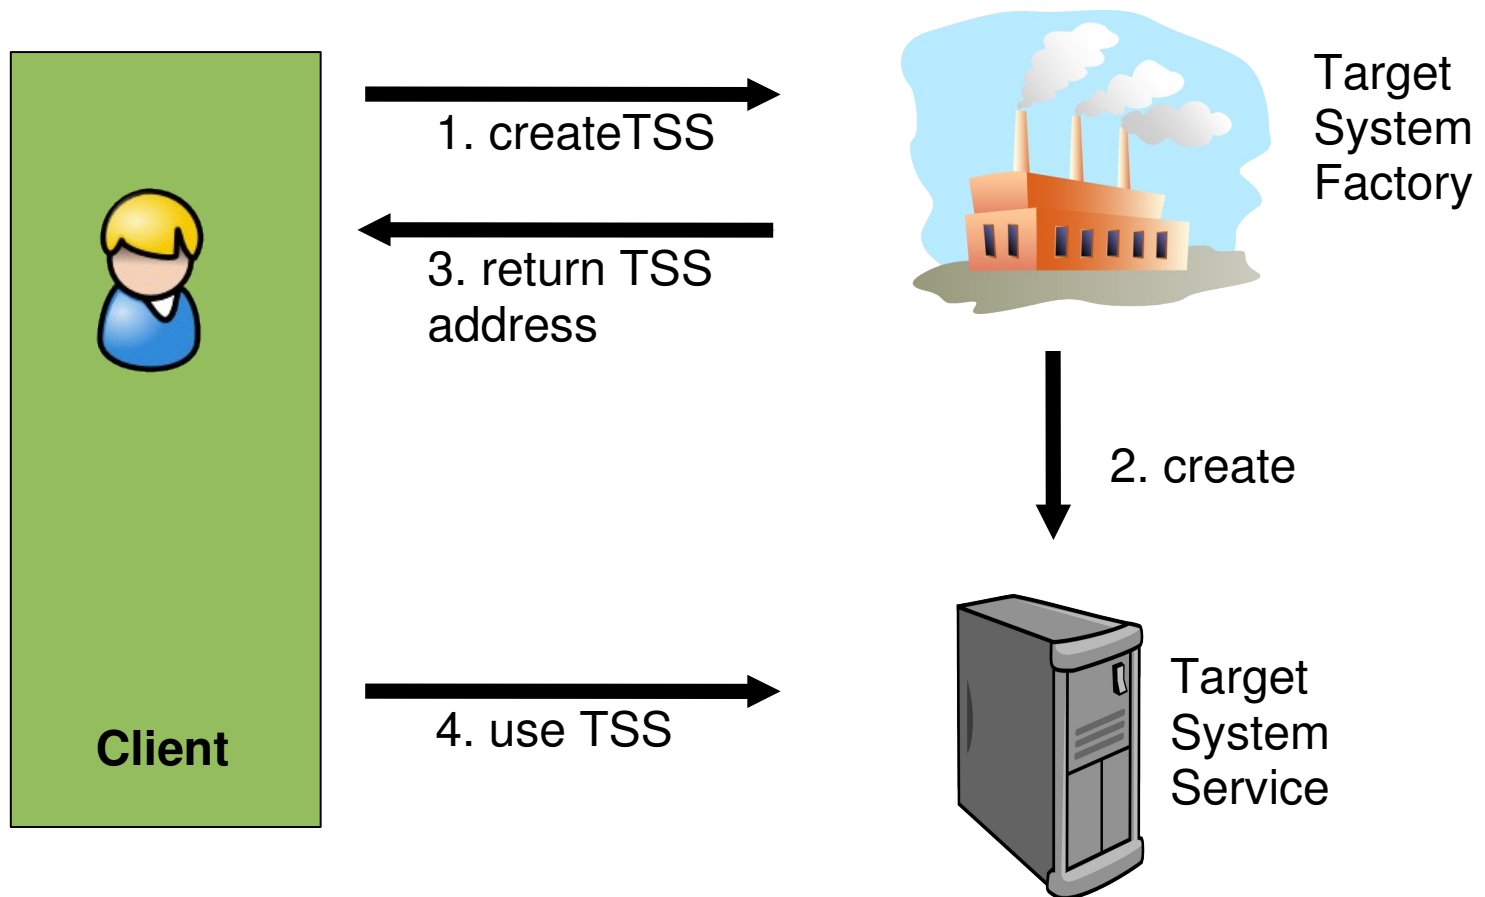 1. createTSS
Target
System
Factory
3. return TSS
address
2. create
4. use TSS
Target
System
Service
Client